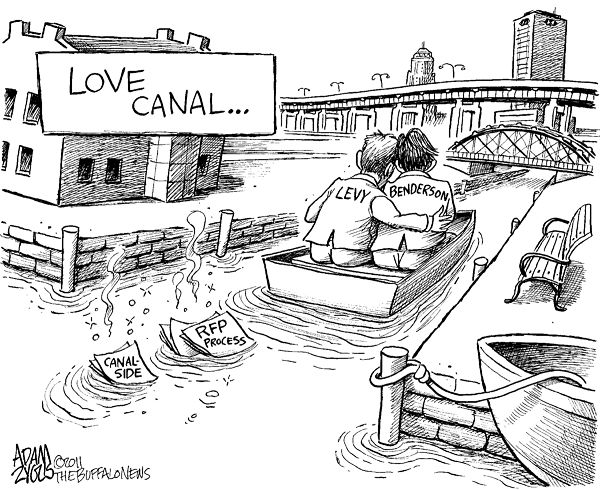 LOVE
CANAL...
LEVY
BENDERSON
RFP
PROCESS
CANAL-
SIDE
ADAM
ZYGLIS
©2011
THE BUFFALO NEWS